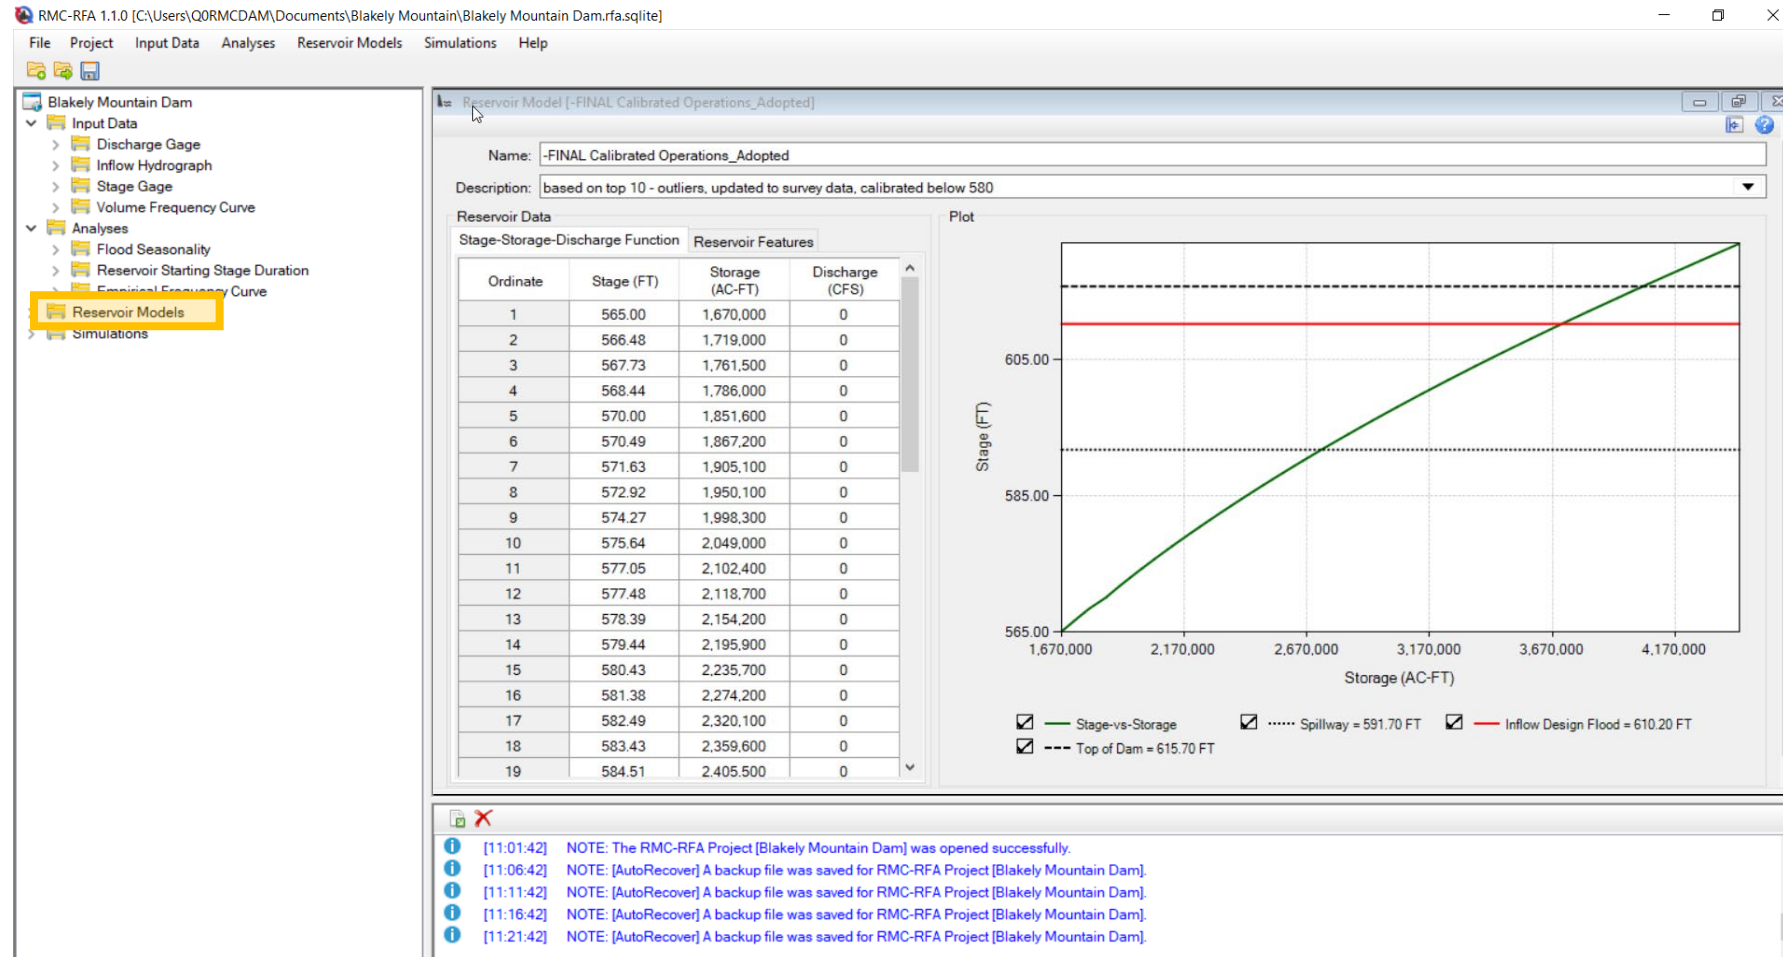 RMC-RFA 1.1.0 [C:\Users\Q0RMCDAM\Documents\Blakely Mountain\Blakely Mountain Dam.rfa.sqlite]
File Project Input Data Analyses Reservoir Models Simulations Help
Blakely Mountain Dam
Input Data
Discharge Gage
Inflow Hydrograph
Stage Gage
Volume Frequency Curve
Analyses
Flood Seasonality
Reservoir Starting Stage Duration
Empirical Frequency Curve
Reservoir Models
Simulations
Reservoir Model [-FINAL Calibrated Operations_Adopted]
Name: -FINAL Calibrated Operations_Adopted
Description: based on top 10 - outliers, updated to survey data, calibrated below 580
Reservoir Data
Stage-Storage-Discharge Function Reservoir Features
Ordinate Stage (FT) Storage (AC-FT) Discharge (CFS)
1 565.00 1,670,000 0
2 566.48 1,719,000 0
3 567.73 1,761,500 0
4 568.44 1,786,000 0
5 570.00 1,851,600 0
6 570.49 1,867,200 0
7 571.63 1,905,100 0
8 572.92 1,950,100 0
9 574.27 1,998,300 0
10 575.64 2,049,000 0
11 577.05 2,102,400 0
12 577.48 2,118,700 0
13 578.39 2,154,200 0
14 579.44 2,195,900 0
15 580.43 2,235,700 0
16 581.38 2,274,200 0
17 582.49 2,320,100 0
18 583.43 2,359,600 0
19 584.51 2,405,500 0
Plot
Stage (FT)
605.00
585.00
565.00
1,670,000 2,170,000 2,670,000 3,170,000 3,670,000 4,170,000
Storage (AC-FT)
Stage-vs-Storage Spillway = 591.70 FT Inflow Design Flood = 610.20 FT
Top of Dam = 615.70 FT
[11:01:42] NOTE: The RMC-RFA Project [Blakely Mountain Dam] was opened successfully.
[11:06:42] NOTE: [AutoRecover] A backup file was saved for RMC-RFA Project [Blakely Mountain Dam].
[11:11:42] NOTE: [AutoRecover] A backup file was saved for RMC-RFA Project [Blakely Mountain Dam].
[11:16:42] NOTE: [AutoRecover] A backup file was saved for RMC-RFA Project [Blakely Mountain Dam].
[11:21:42] NOTE: [AutoRecover] A backup file was saved for RMC-RFA Project [Blakely Mountain Dam].